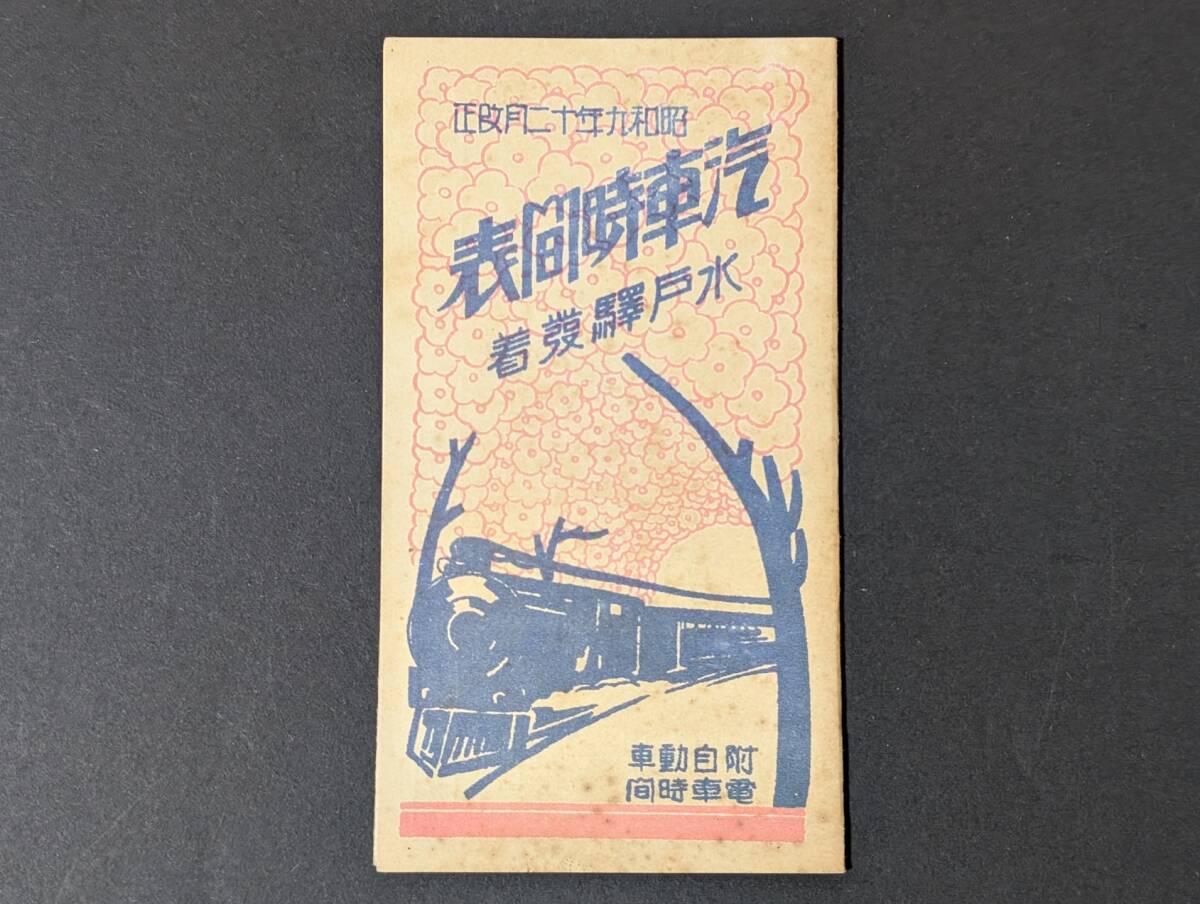 昭和九年十二月改正
汽車時間表
水戸驛發着
附自動車
電車時間